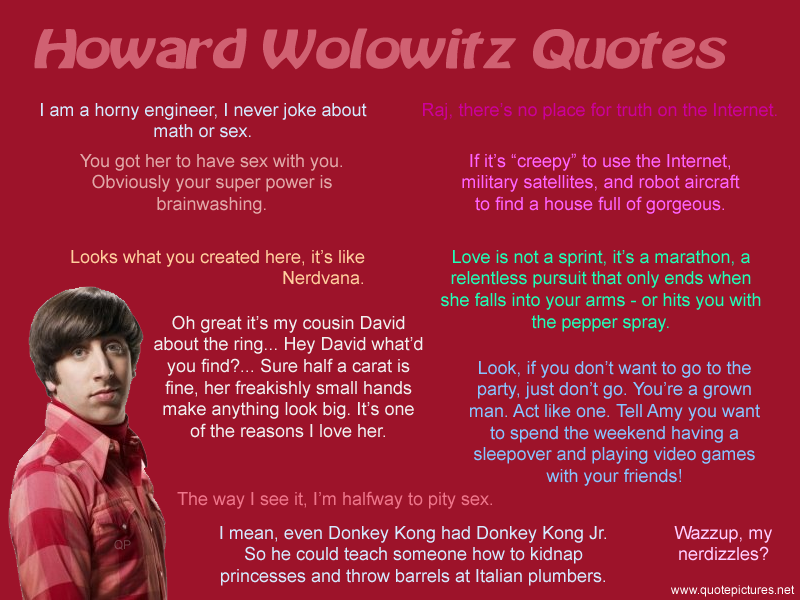 Howard Wolowitz Quotes
I am a horny engineer, I never joke about
math or sex.
Raj, there's no place for truth on the Internet.
You got her to have sex with you.
Obviously your super power is
brainwashing.
If it's “creepy” to use the Internet,
military satellites, and robot aircraft
to find a house full of gorgeous.
Looks what you created here, it's like
Nerdvana.
Love is not a sprint, it's a marathon, a
relentless pursuit that only ends when
she falls into your arms - or hits you with
the pepper spray.
Oh great it's my cousin David
about the ring... Hey David what'd
you find?... Sure half a carat is
fine, her freakishly small hands
make anything look big. It's one
of the reasons I love her.
Look, if you don't want to go to the
party, just don't go. You're a grown
man. Act like one. Tell Amy you want
to spend the weekend having a
sleepover and playing video games
with your friends!
The way I see it, I'm halfway to pity sex.
I mean, even Donkey Kong had Donkey Kong Jr.
So he could teach someone how to kidnap
princesses and throw barrels at Italian plumbers.
Wazzup, my
nerdizzles?
QP
www.quotepictures.net